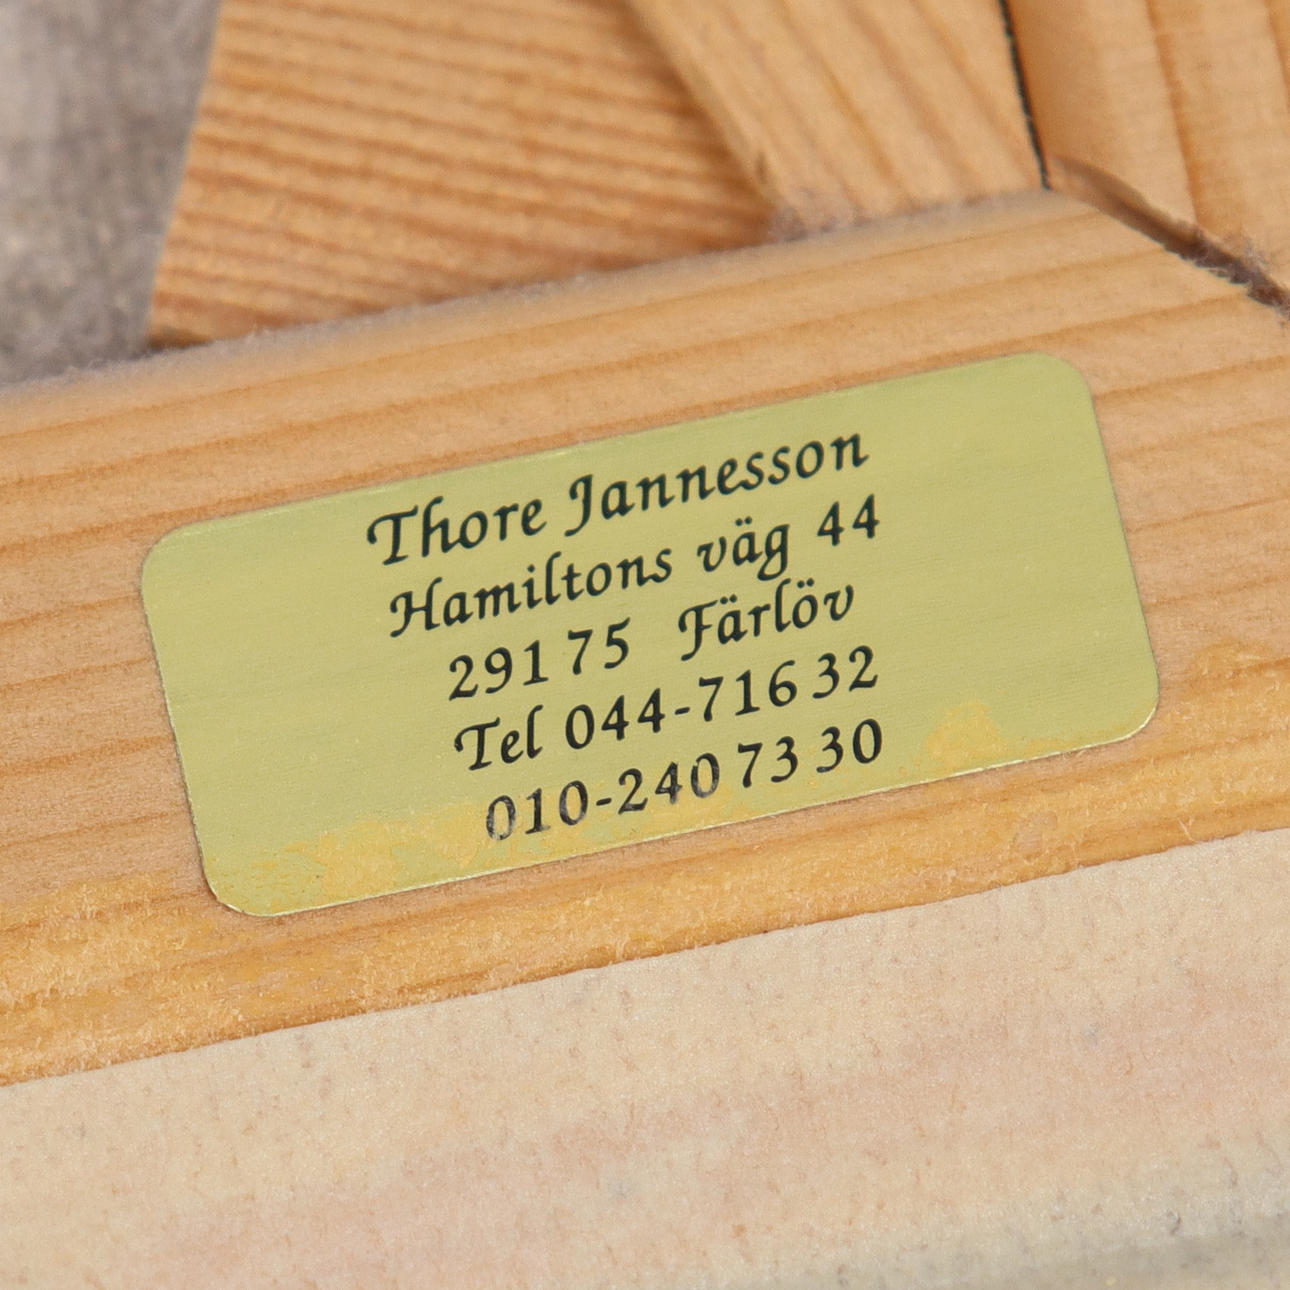 Thore Jannesson
Hamiltons väg 44
291 75 Färlöv
Tel 044-716 32
010-240 73 30